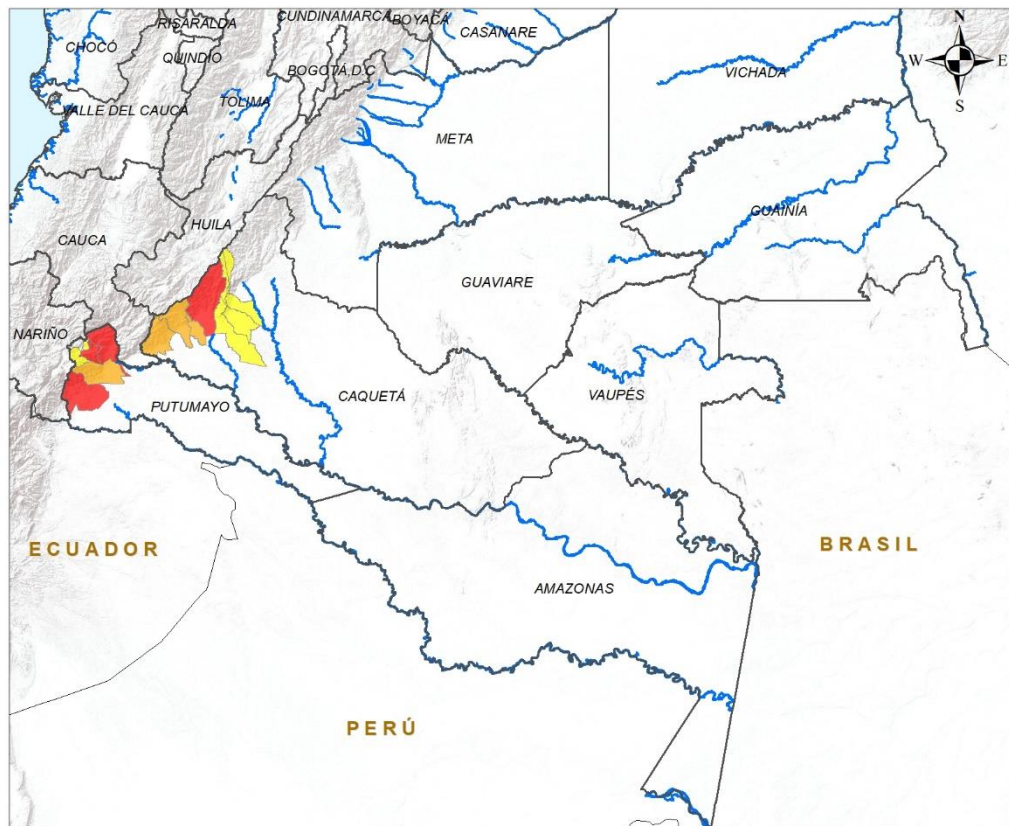 RISARALDA
CUNDINAMARCA
BOYACÁ
CASANARE
N
CHOCÓ
QUINDIO
BOGOTÁ D.C
VICHADA
W
E
S
VALLE DEL CAUCA
TOLIMA
META
HUILA
GUAINÍA
CAUCA
GUAVIARE
NARIÑO
CAQUETÁ
VAUPÉS
PUTUMAYO
ECUADOR
BRASIL
AMAZONAS
PERÚ